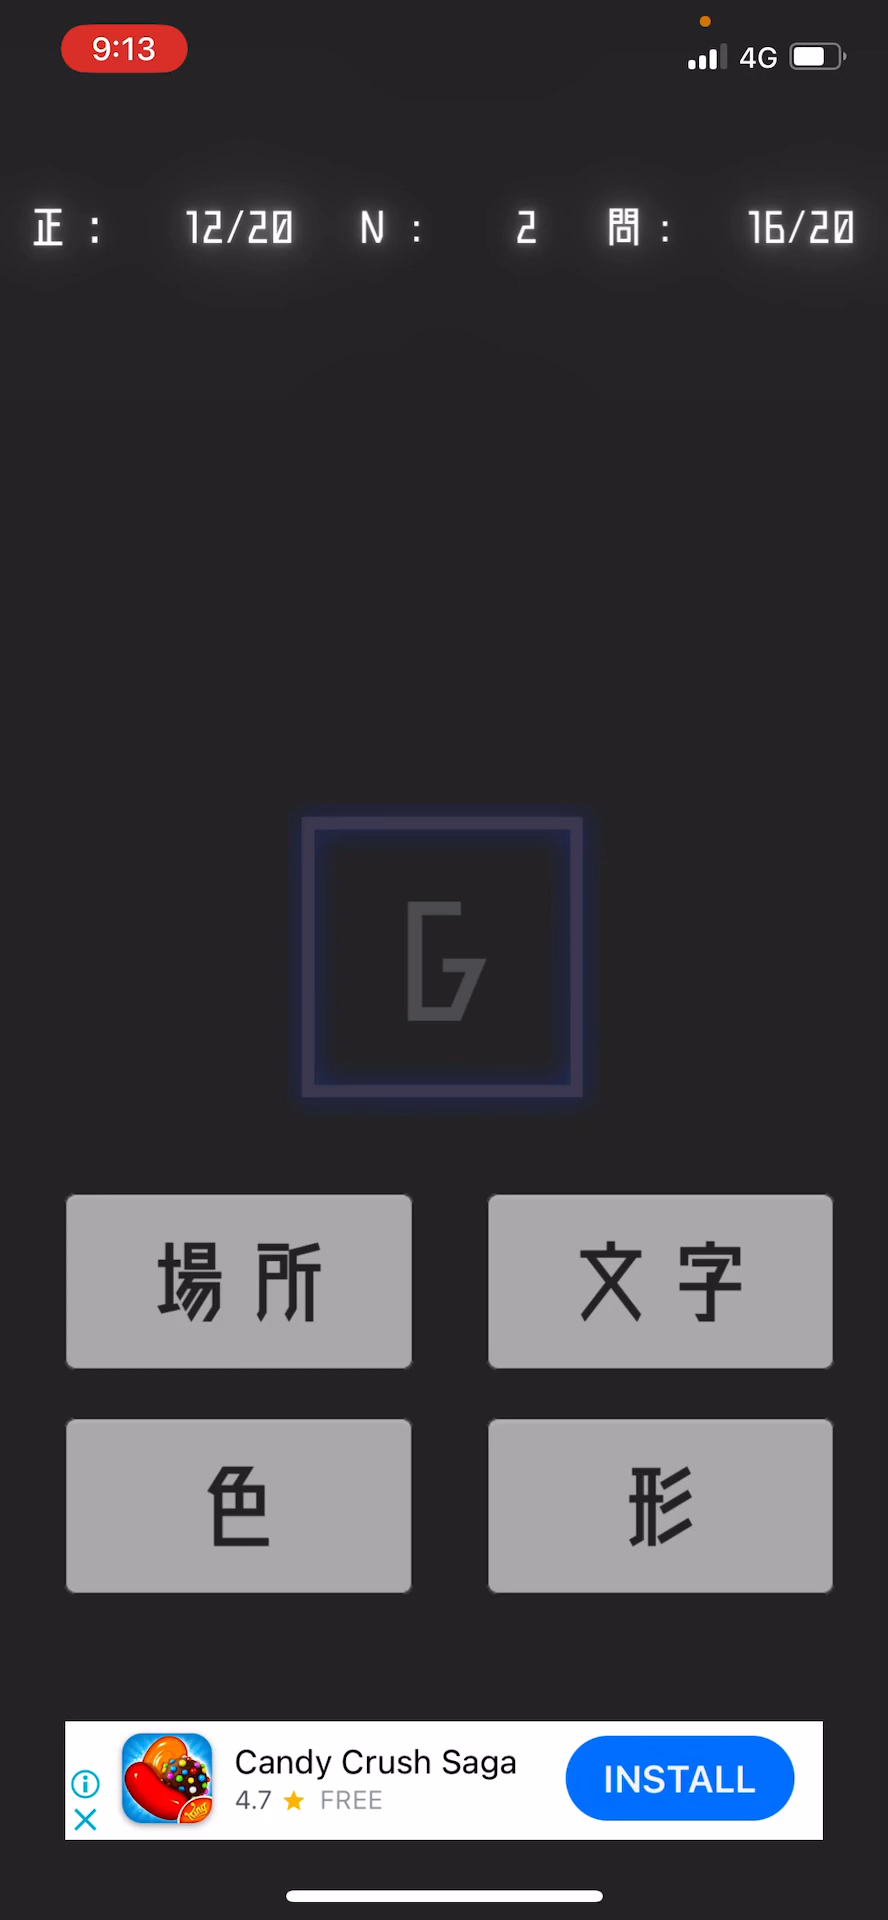 9:13
4G
正: 12/20 N: 2 問: 16/20
G
場所 文字
色 形
Candy Crush Saga
4.7 ★ FREE
INSTALL
King